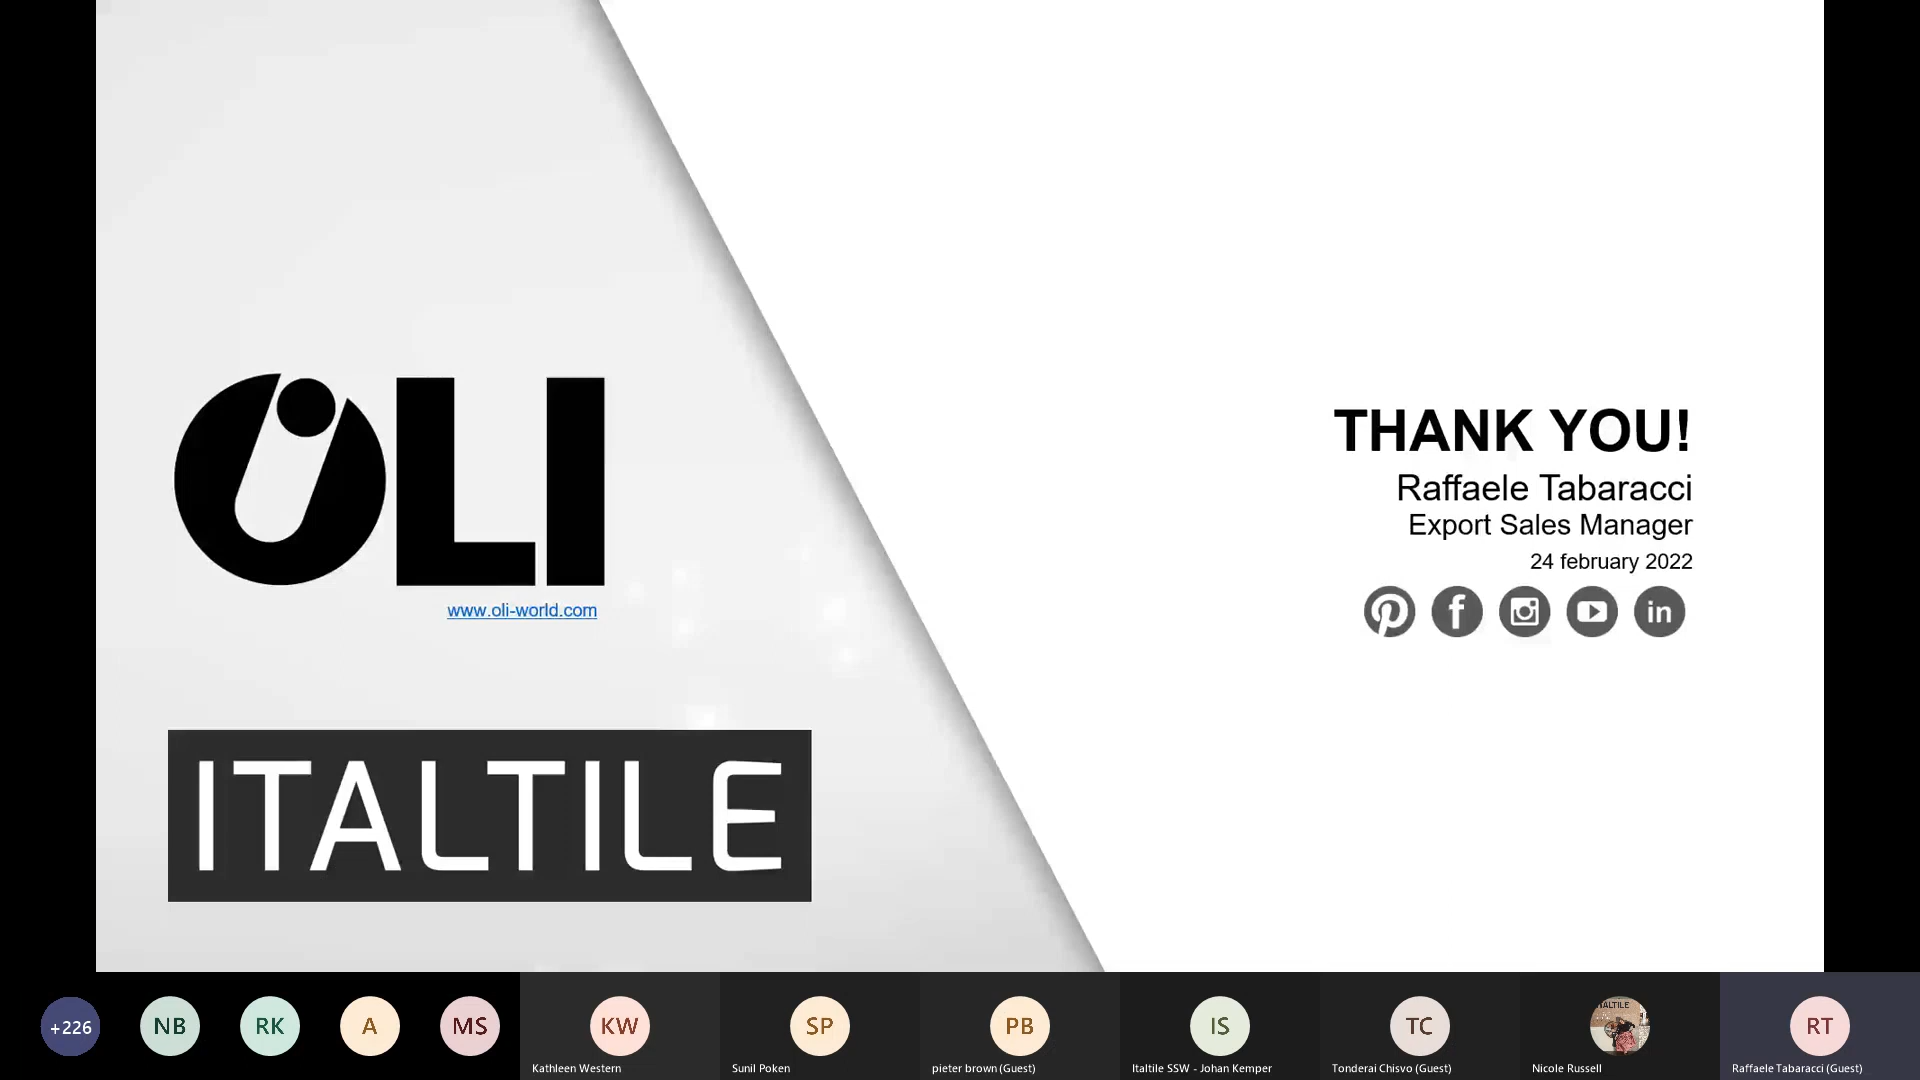 OLI
www.oli-world.com
ITALTILE
THANK YOU!
Raffaele Tabaracci
Export Sales Manager
24 february 2022
in
+226
NB
RK
A
MS
KW
Kathleen Western
SP
Sunil Poken
PB
pieter brown (Guest)
IS
Italtile SSW - Johan Kemper
TC
Tonderai Chisvo (Guest)
Nicole Russell
RT
Raffaele Tabaracci (Guest)